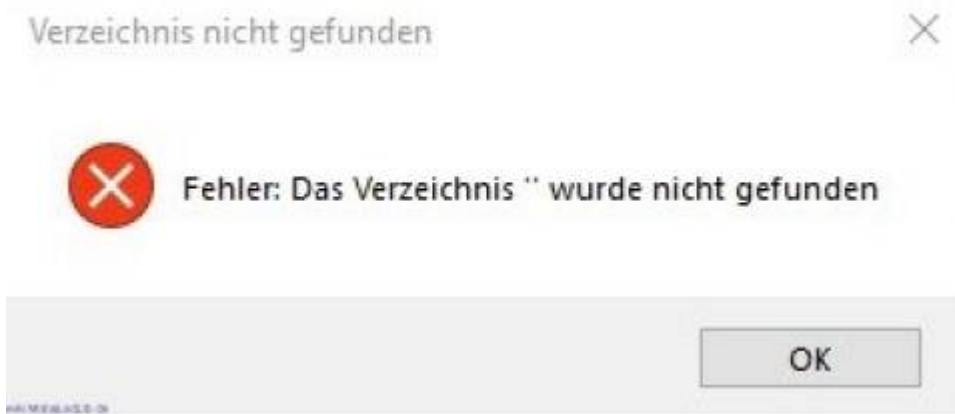 Verzeichnis nicht gefunden
Fehler: Das Verzeichnis '' wurde nicht gefunden
OK